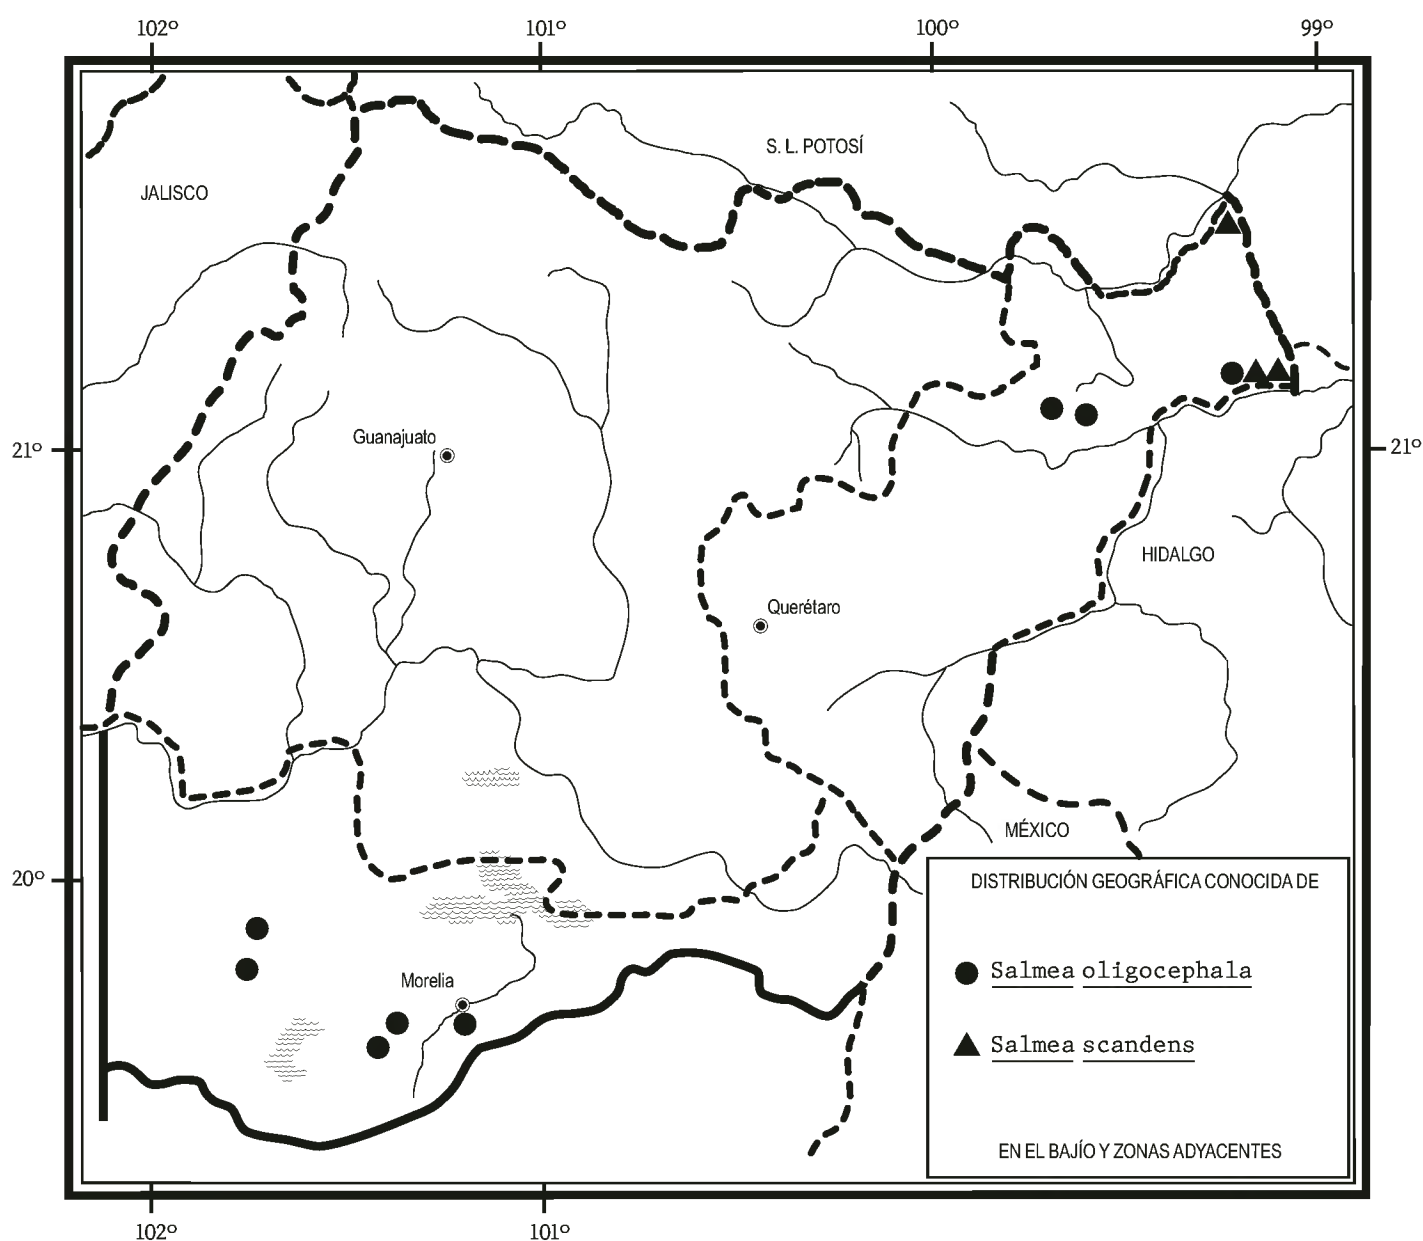 102º 101º 100º 99º
S. L. POTOSÍ
JALISCO
Guanajuato
21º 21º
HIDALGO
Querétaro
MÉXICO
20º
DISTRIBUCIÓN GEOGRÁFICA CONOCIDA DE
Salmea oligocephala
Morelia
Salmea scandens
EN EL BAJÍO Y ZONAS ADYACENTES
102º 101º